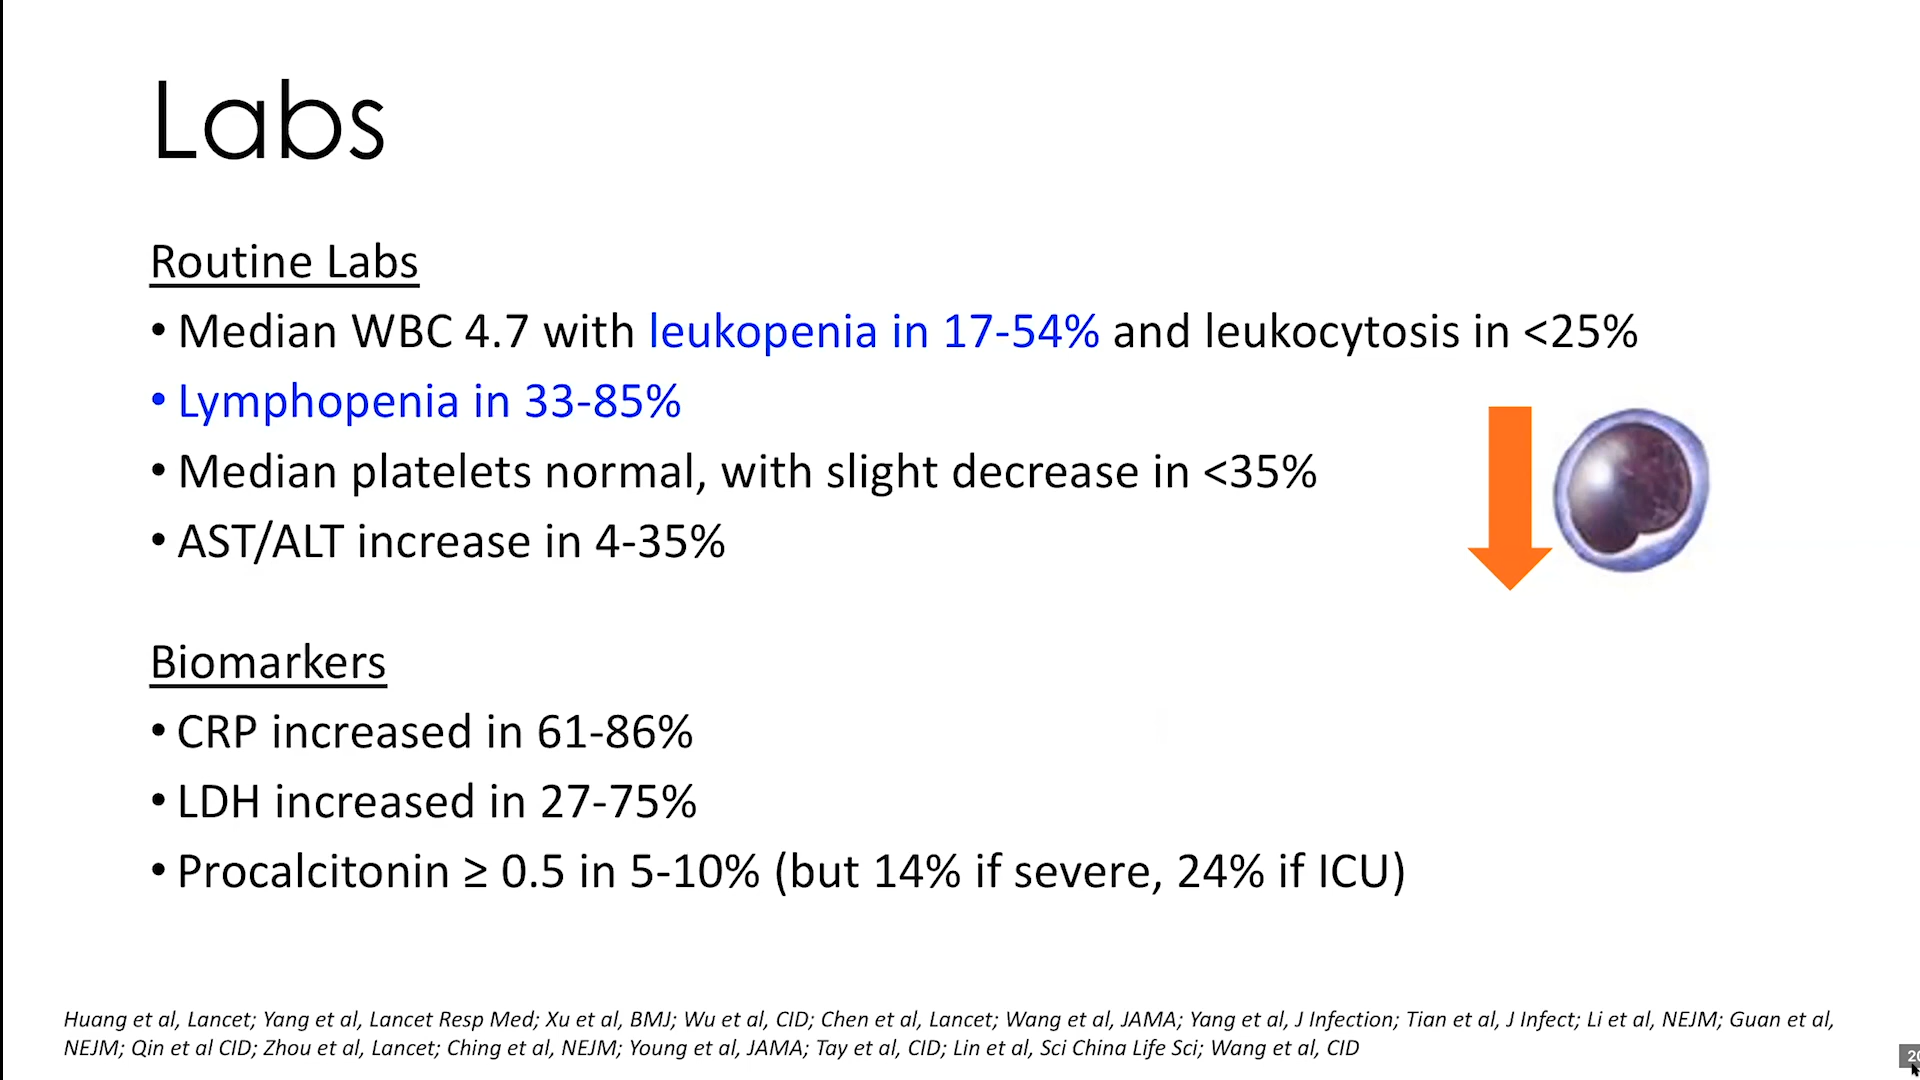 Labs
Routine Labs
• Median WBC 4.7 with leukopenia in 17-54% and leukocytosis in <25%
• Lymphopenia in 33-85%
• Median platelets normal, with slight decrease in <35%
• AST/ALT increase in 4-35%
Biomarkers
• CRP increased in 61-86%
• LDH increased in 27-75%
• Procalcitonin ≥ 0.5 in 5-10% (but 14% if severe, 24% if ICU)
Huang et al, Lancet; Yang et al, Lancet Resp Med; Xu et al, BMJ; Wu et al, CID; Chen et al, Lancet; Wang et al, JAMA; Yang et al, J Infection; Tian et al, J Infect; Li et al, NEJM; Guan et al,
NEJM; Qin et al CID; Zhou et al, Lancet; Ching et al, NEJM; Young et al, JAMA; Tay et al, CID; Lin et al, Sci China Life Sci; Wang et al, CID